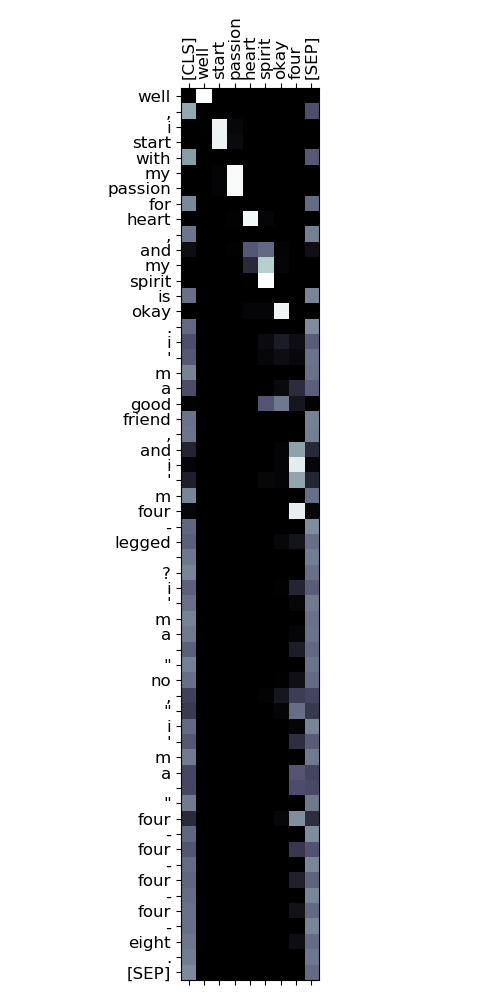 [CLS]
well
start
passion
heart
spirit
okay
four
[SEP]
well
,
i
start
with
my
passion
for
heart
,
and
my
spirit
is
okay
.
i
'
m
a
good
friend
,
and
i
'
m
four
-
legged
?
i
'
m
a
"
no
,
"
i
'
m
a
"
four
-
four
-
four
-
four
-
eight
.
[SEP]